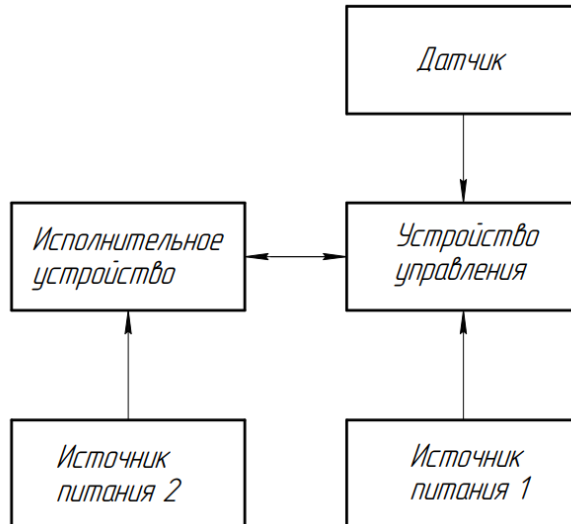 Датчик
Исполнительное
устройство
Устройство
управления
Источник
питания 2
Источник
питания 1